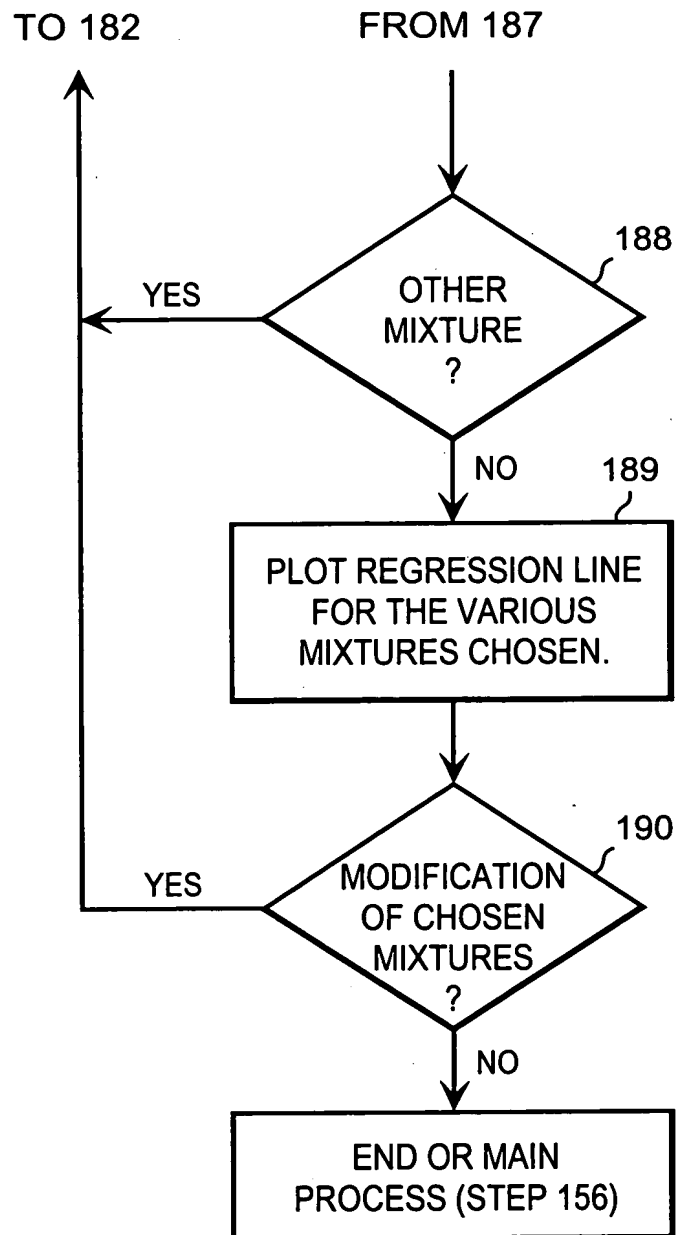 TO 182
FROM 187
188
YES
OTHER
MIXTURE
?
NO
189
PLOT REGRESSION LINE
FOR THE VARIOUS
MIXTURES CHOSEN.
190
YES
MODIFICATION
OF CHOSEN
MIXTURES
?
NO
END OR MAIN
PROCESS (STEP 156)